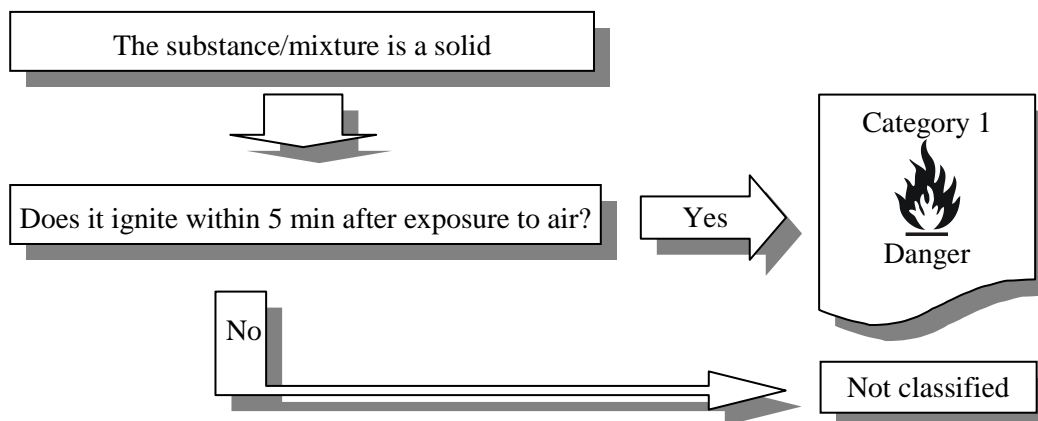 The substance/mixture is a solid
Does it ignite within 5 min after exposure to air?
Yes
Category 1
Danger
No
Not classified